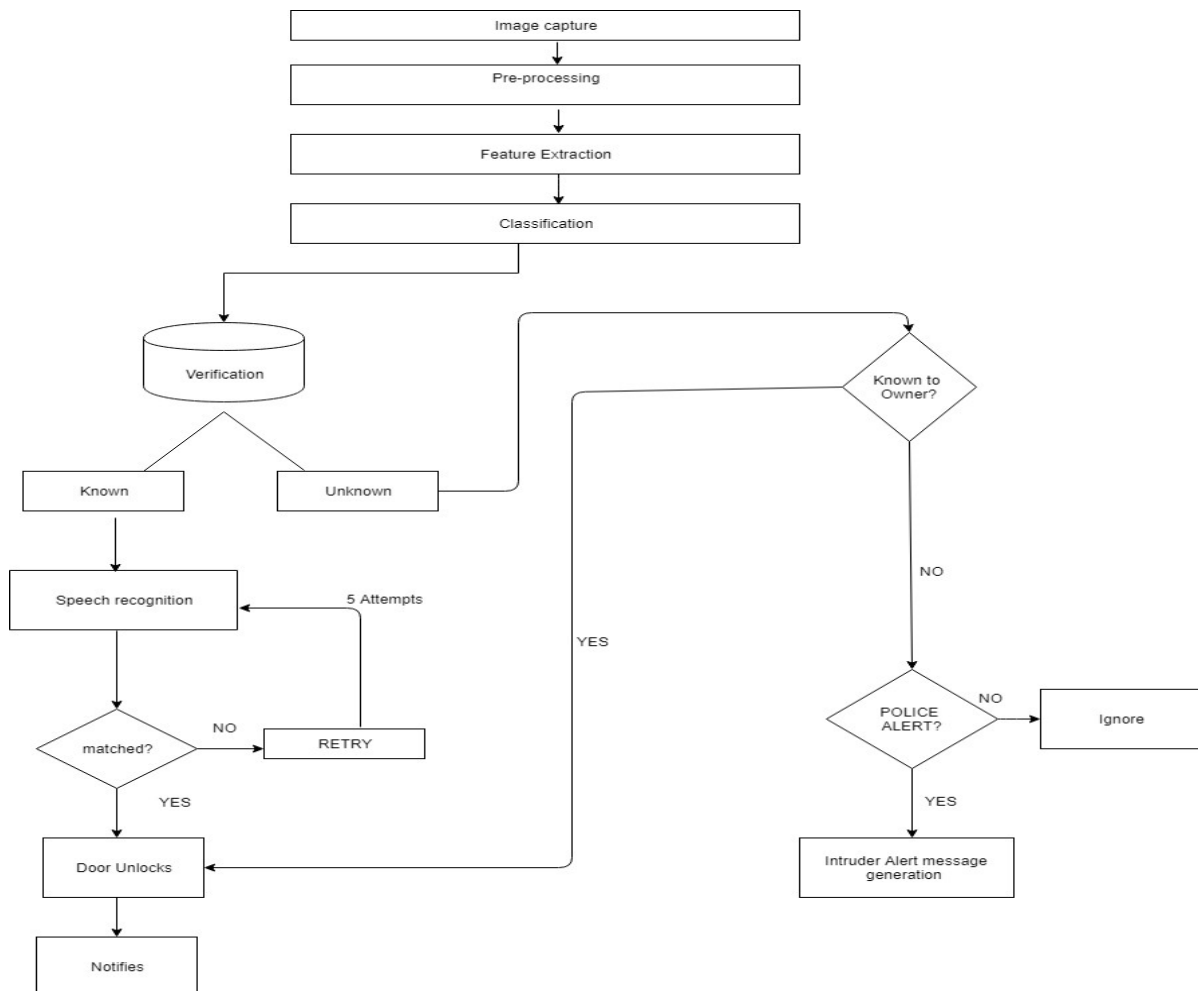 Image capture
Pre-processing
Feature Extraction
Classification
Verification
Known to
Owner?
Known
Unknown
Speech recognition
5 Attempts
NO
YES
matched?
NO
RETRY
POLICE
ALERT?
NO
Ignore
YES
YES
Door Unlocks
Intruder Alert message
generation
Notifies